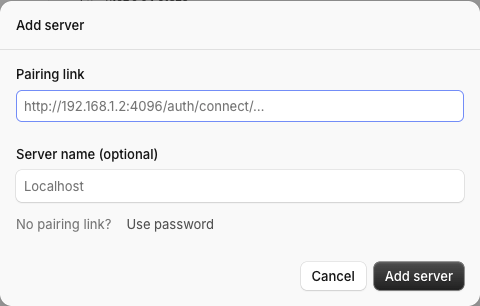 Add server
Pairing link
http://192.168.1.2:4096/auth/connect/...
Server name (optional)
Localhost
No pairing link? Use password
Cancel Add server